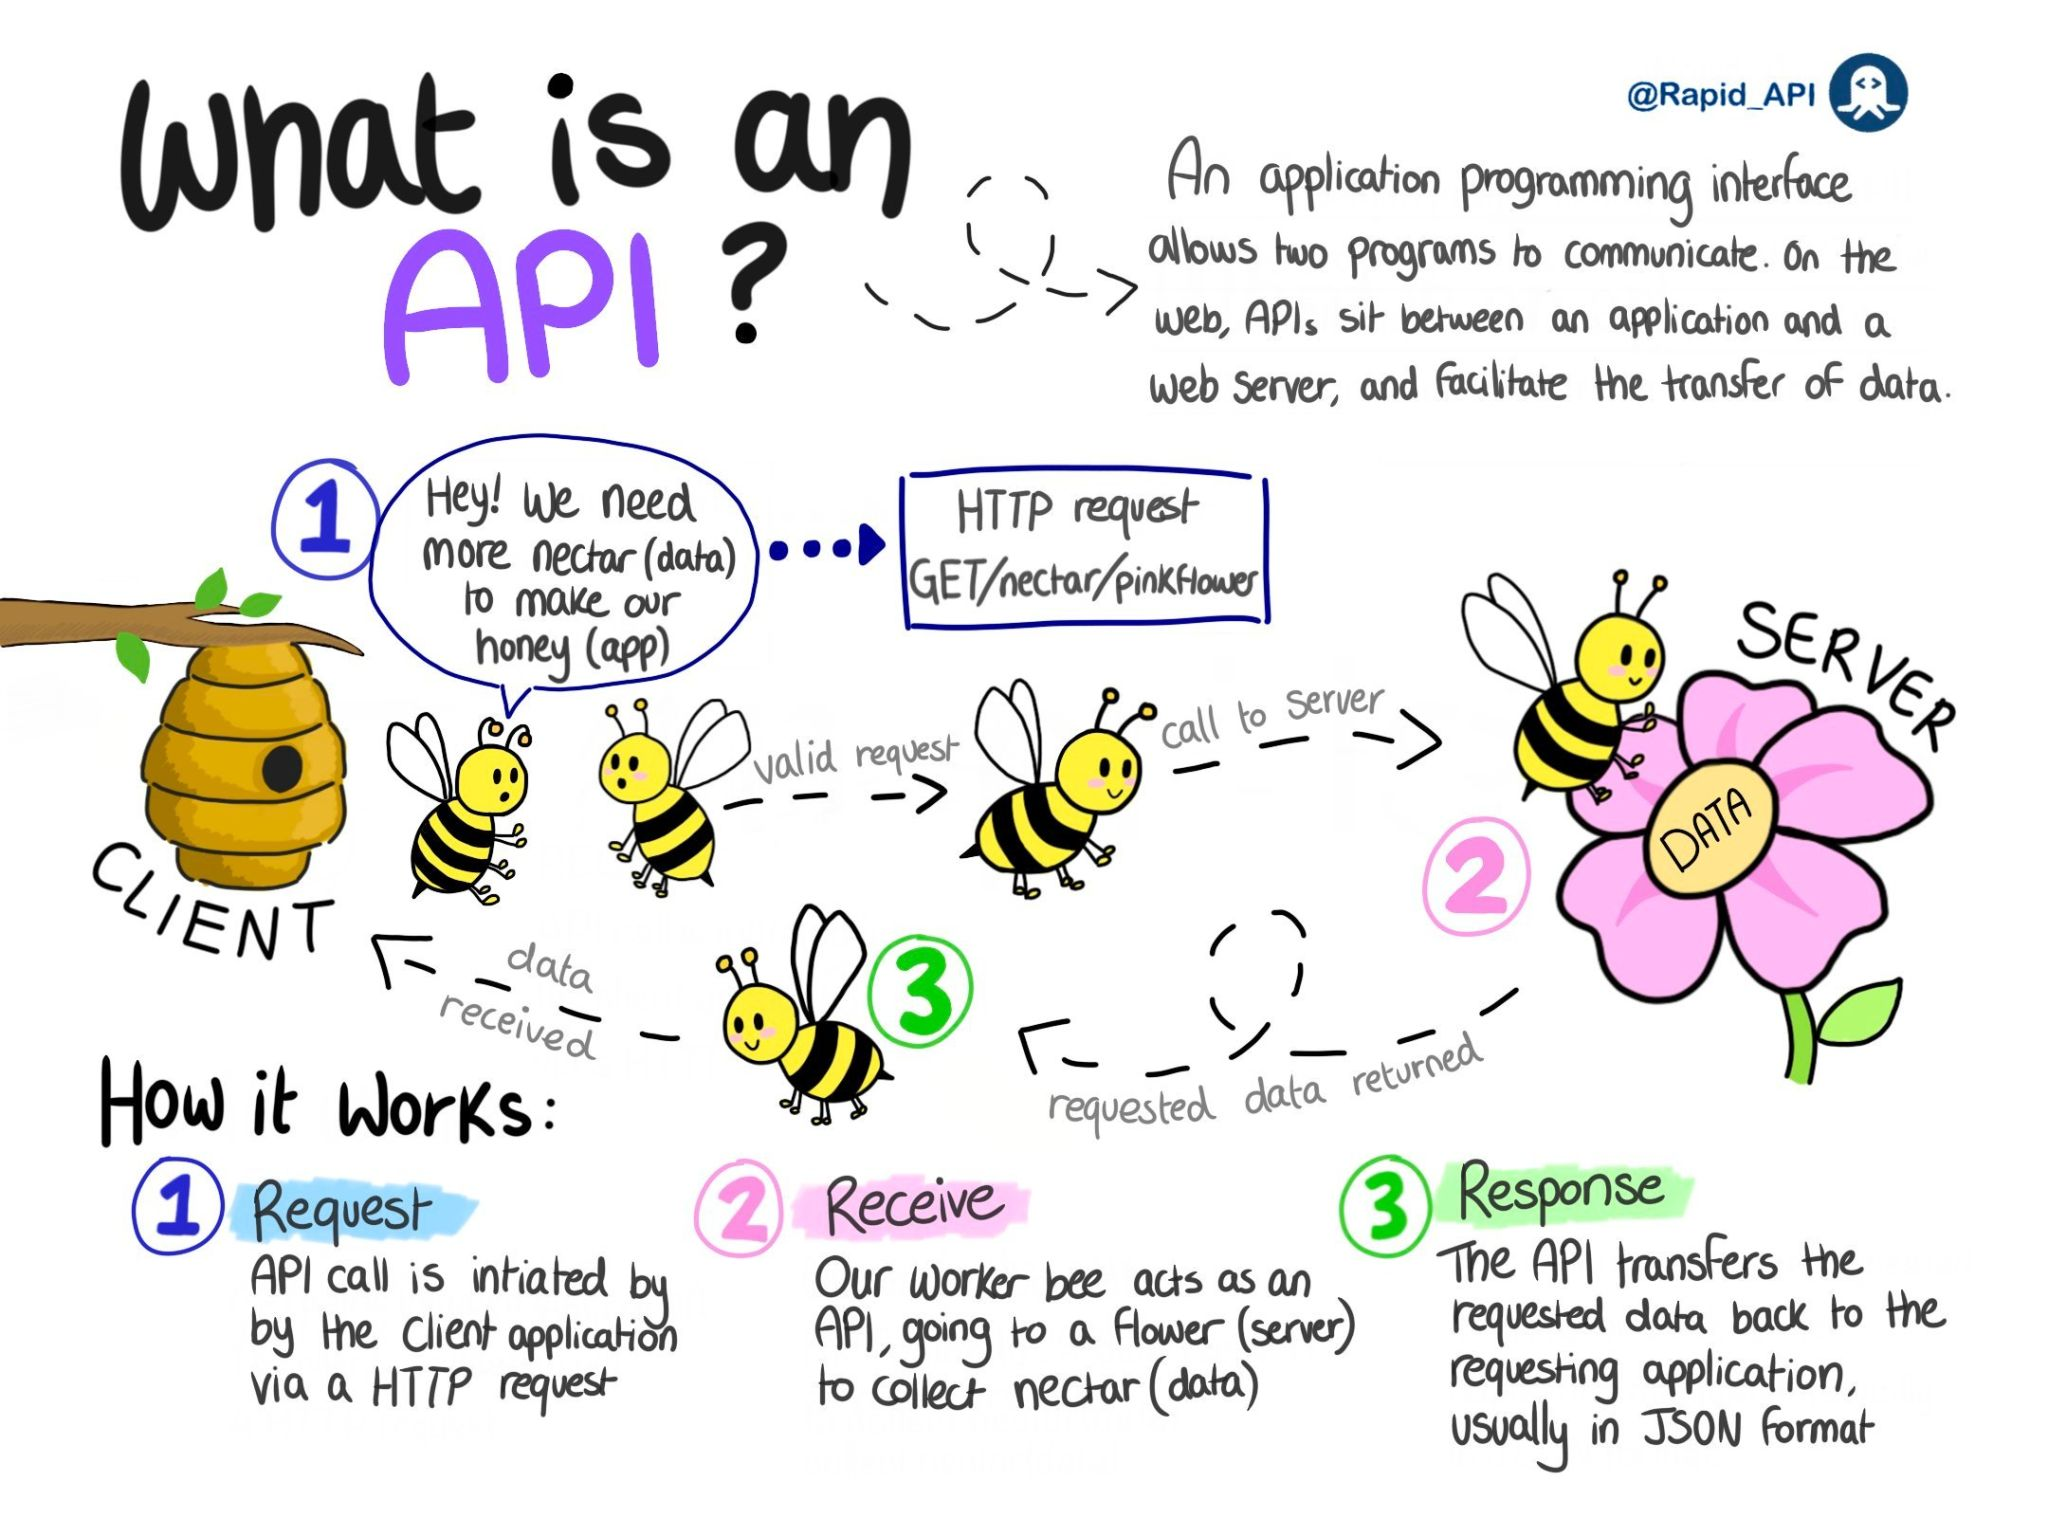 What is an
API ?
@Rapid_API
An application programming interface
allows two programs to communicate. On the
web, APIs sit between an application and a
web server, and facilitate the transfer of data.
1
Hey! We need
more nectar (data)
to make our
honey (app)
HTTP request
GET/nectar/pinkflower
SERVER
valid request
call to server
DATA
2
CLIENT
data
received
3
requested data returned
How it works:
1 Request
API call is intiated by
by the client application
via a HTTP request
2 Receive
Our worker bee acts as an
API, going to a flower (server)
to collect nectar (data)
3 Response
The API transfers the
requested data back to the
requesting application,
usually in JSON format